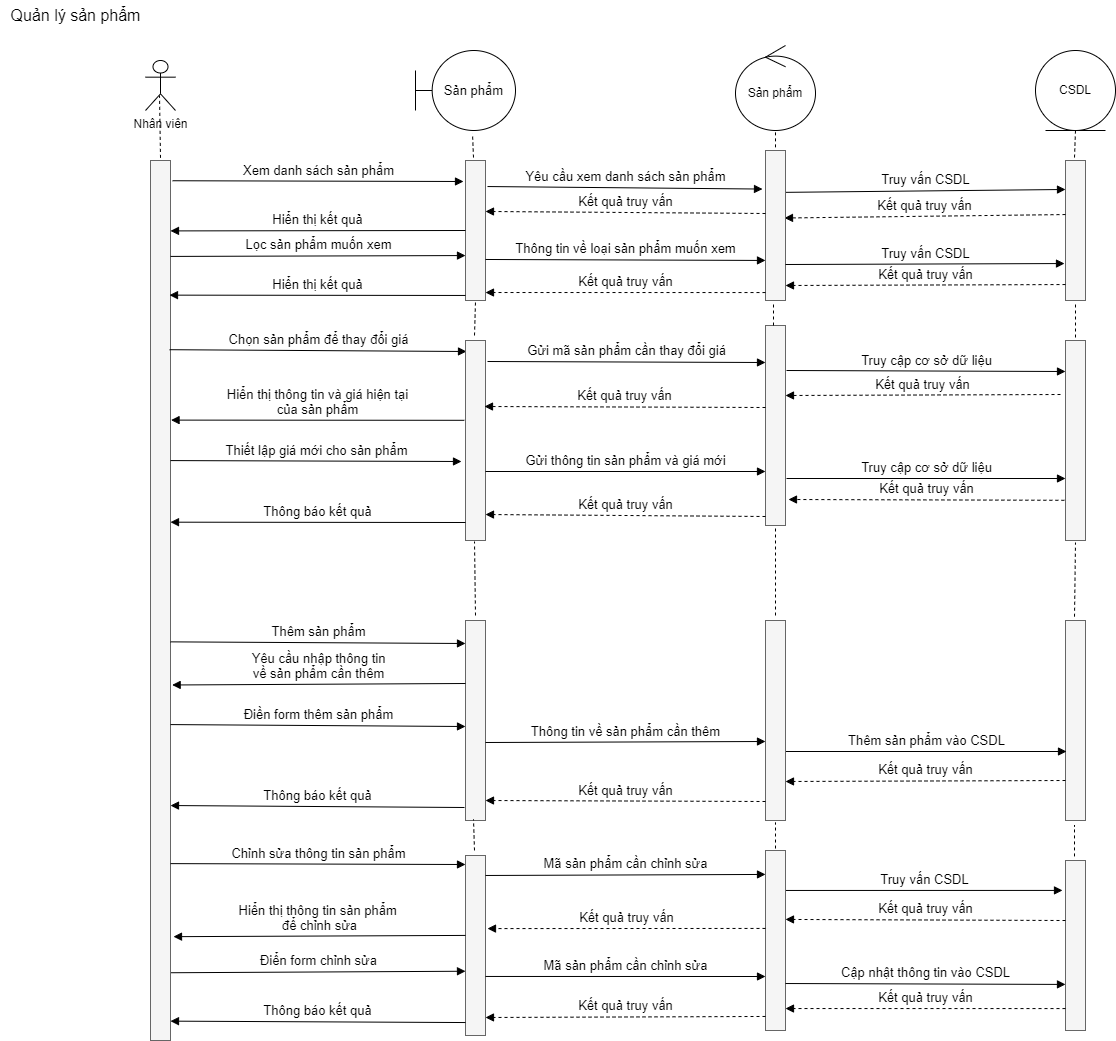 Quản lý sản phẩm
Sản phẩm
Sản phẩm
CSDL
Nhân viên
Xem danh sách sản phẩm
Yêu cầu xem danh sách sản phẩm
Truy vấn CSDL
Kết quả truy vấn
Kết quả truy vấn
Hiển thị kết quả
Lọc sản phẩm muốn xem
Thông tin về loại sản phẩm muốn xem
Truy vấn CSDL
Kết quả truy vấn
Kết quả truy vấn
Hiển thị kết quả
Chọn sản phẩm để thay đổi giá
Gửi mã sản phẩm cần thay đổi giá
Truy cập cơ sở dữ liệu
Kết quả truy vấn
Kết quả truy vấn
Hiển thị thông tin và giá hiện tại
của sản phẩm
Thiết lập giá mới cho sản phẩm
Gửi thông tin sản phẩm và giá mới
Truy cập cơ sở dữ liệu
Kết quả truy vấn
Kết quả truy vấn
Thông báo kết quả
Thêm sản phẩm
Yêu cầu nhập thông tin
về sản phẩm cần thêm
Điền form thêm sản phẩm
Thông tin về sản phẩm cần thêm
Thêm sản phẩm vào CSDL
Kết quả truy vấn
Kết quả truy vấn
Thông báo kết quả
Chỉnh sửa thông tin sản phẩm
Mã sản phẩm cần chỉnh sửa
Truy vấn CSDL
Kết quả truy vấn
Kết quả truy vấn
Hiển thị thông tin sản phẩm
để chỉnh sửa
Điển form chỉnh sửa
Mã sản phẩm cần chỉnh sửa
Cập nhật thông tin vào CSDL
Kết quả truy vấn
Kết quả truy vấn
Thông báo kết quả